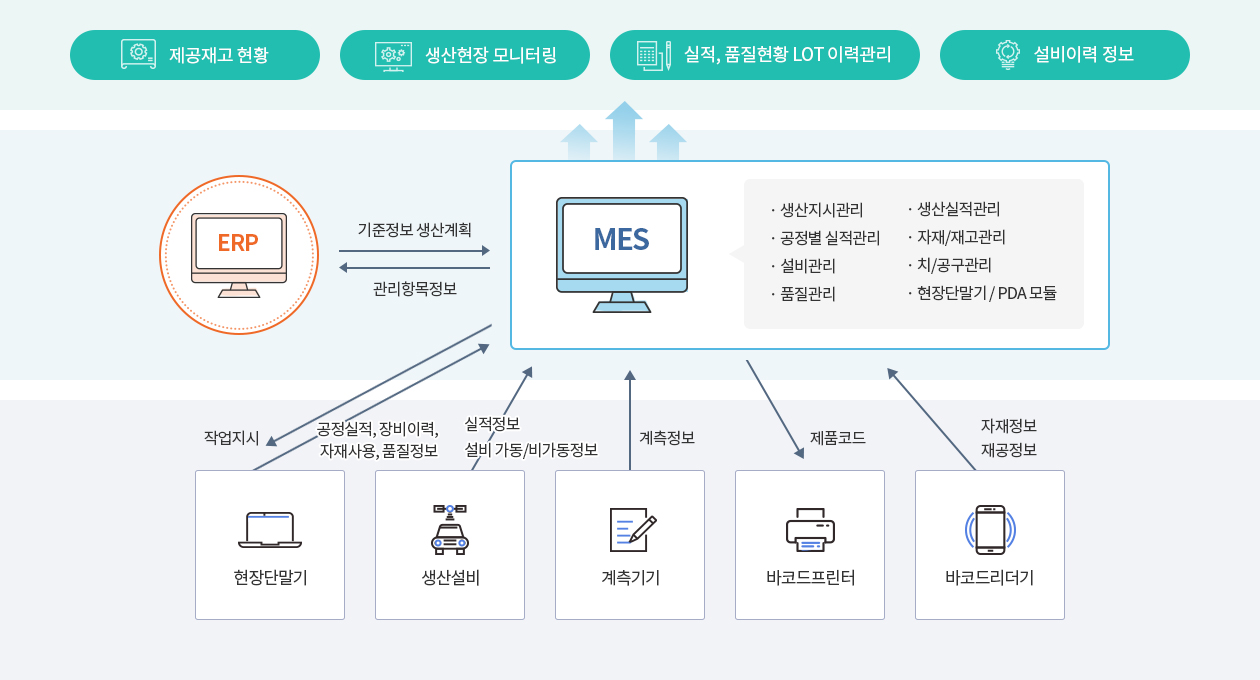 제공재고 현황
생산현장 모니터링
실적, 품질현황 LOT 이력관리
설비이력 정보
ERP
기준정보 생산계획
관리항목정보
MES
· 생산지시관리
· 공정별 실적관리
· 설비관리
· 품질관리
· 생산실적관리
· 자재/재고관리
· 치/공구관리
· 현장단말기 / PDA 모듈
작업지시
공정실적, 장비이력,
자재사용, 품질정보
실적정보
설비 가동/비가동정보
계측정보
제품코드
자재정보
재공정보
현장단말기
생산설비
계측기기
바코드프린터
바코드리더기